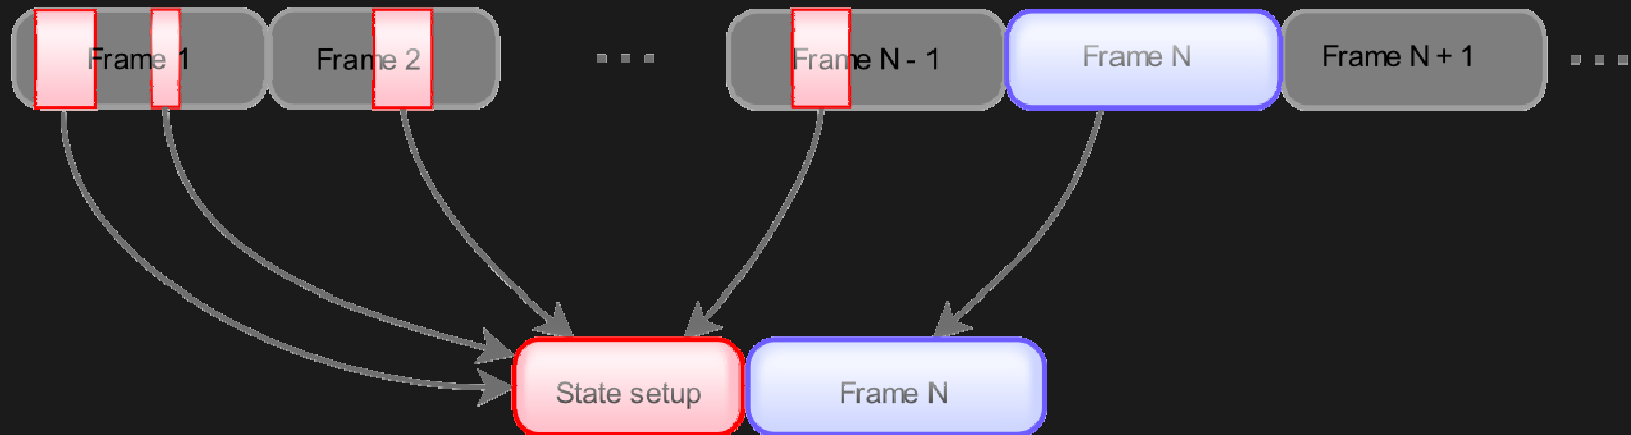 Frame 1
Frame 2
...
Frame N - 1
Frame N
Frame N + 1
...
State setup
Frame N